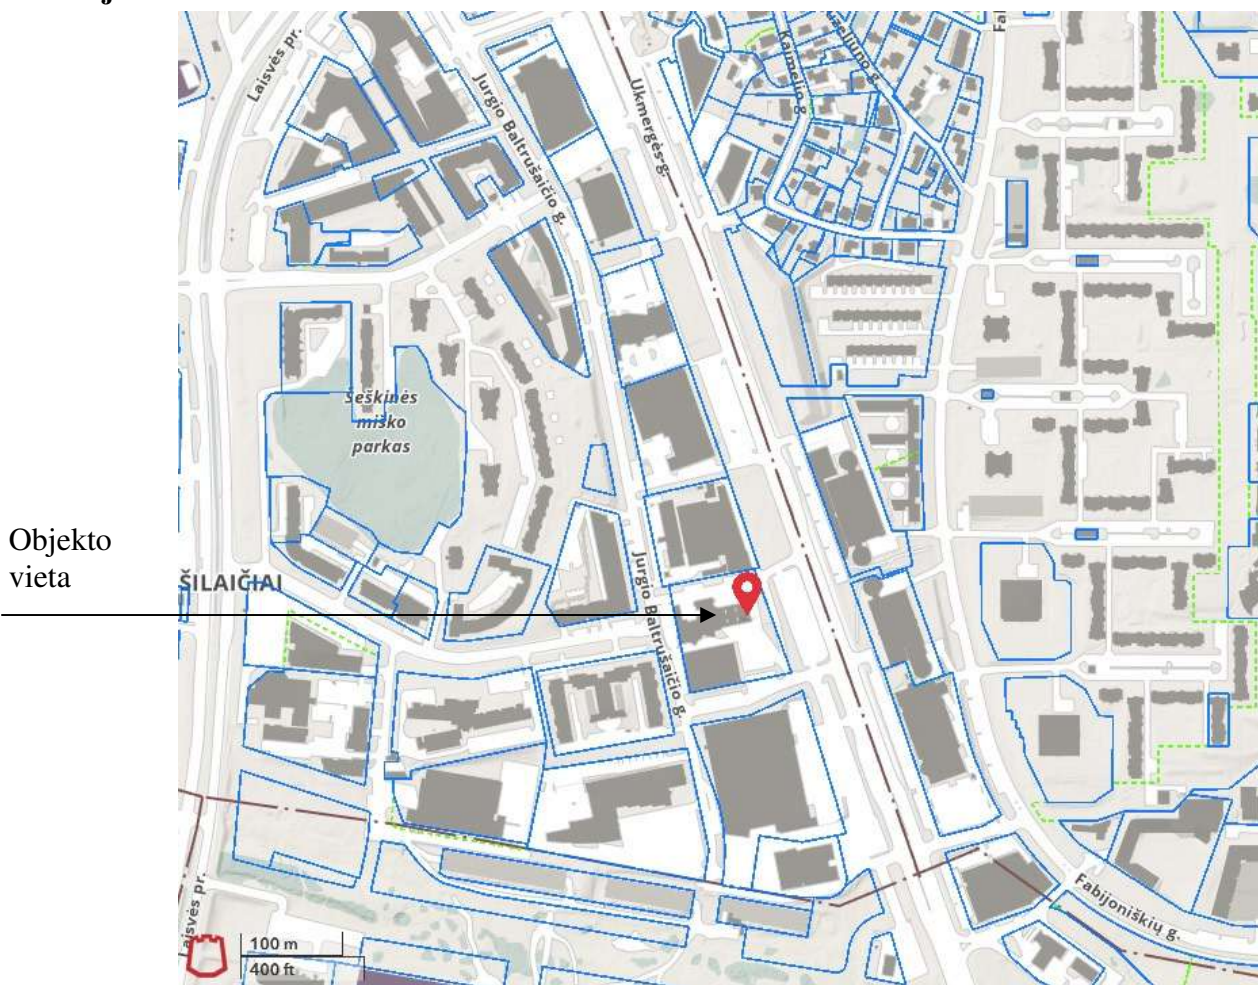 Laisvės pr.
Jurgio Baltrušaičio g.
Ukmergės g.
Kaimelio g.
Šeškinės
miško
parkas
Objekto
vieta
ŠILAIČIAI
Jurgio Baltrušaičio g.
Laisvės pr.
Fabijoniškių g.
100 m
400 ft